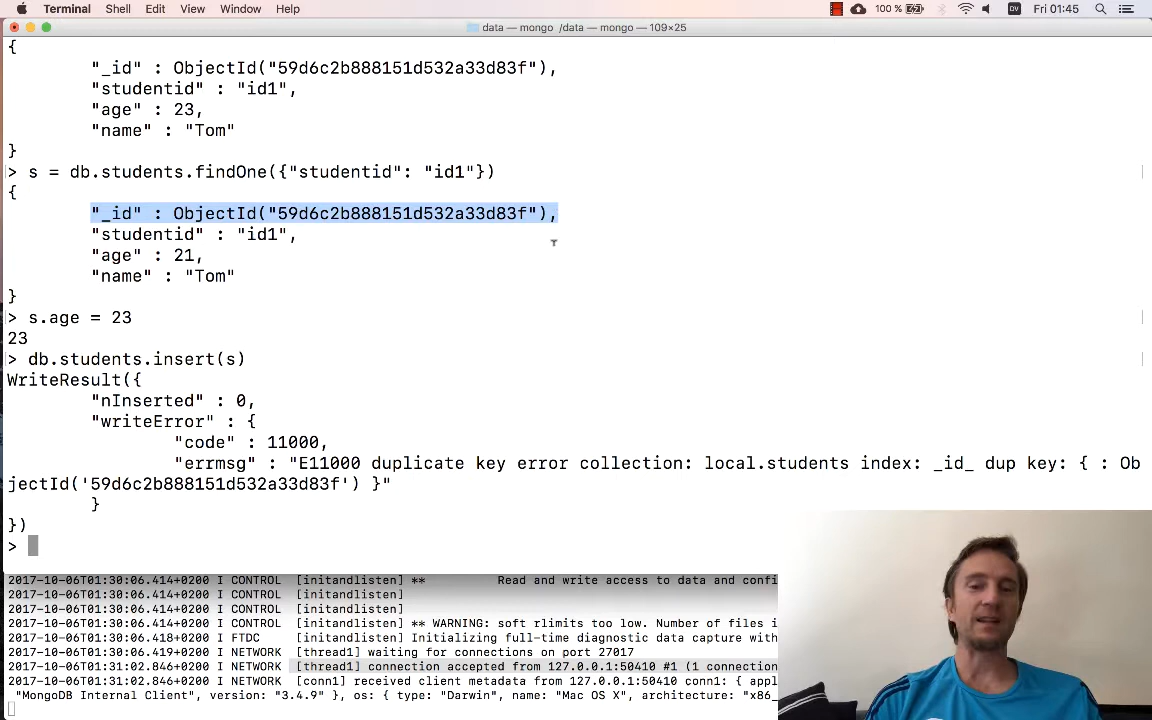 Terminal Shell Edit View Window Help 100 % DV Fri 01:45
data — mongo /data — mongo — 109×25
{
"_id" : ObjectId("59d6c2b888151d532a33d83f"),
"studentid" : "id1",
"age" : 23,
"name" : "Tom"
}
> s = db.students.findOne({"studentid": "id1"})
{
"_id" : ObjectId("59d6c2b888151d532a33d83f"),
"studentid" : "id1",
"age" : 21,
"name" : "Tom"
}
> s.age = 23
23
> db.students.insert(s)
WriteResult({
"nInserted" : 0,
"writeError" : {
"code" : 11000,
"errmsg" : "E11000 duplicate key error collection: local.students index: _id_ dup key: { : Ob
jectId('59d6c2b888151d532a33d83f') }"
}
})
>
2017-10-06T01:30:06.414+0200 I CONTROL [initandlisten] ** Read and write access to data and confi
2017-10-06T01:30:06.414+0200 I CONTROL [initandlisten]
2017-10-06T01:30:06.414+0200 I CONTROL [initandlisten]
2017-10-06T01:30:06.414+0200 I CONTROL [initandlisten] ** WARNING: soft rlimits too low. Number of files i
2017-10-06T01:30:06.418+0200 I FTDC [initandlisten] Initializing full-time diagnostic data capture with
2017-10-06T01:30:06.419+0200 I NETWORK [thread1] waiting for connections on port 27017
2017-10-06T01:31:02.846+0200 I NETWORK [thread1] connection accepted from 127.0.0.1:50410 #1 (1 connection
2017-10-06T01:31:02.846+0200 I NETWORK [conn1] received client metadata from 127.0.0.1:50410 conn1: { appl
"MongoDB Internal Client", version: "3.4.9" }, os: { type: "Darwin", name: "Mac OS X", architecture: "x86_